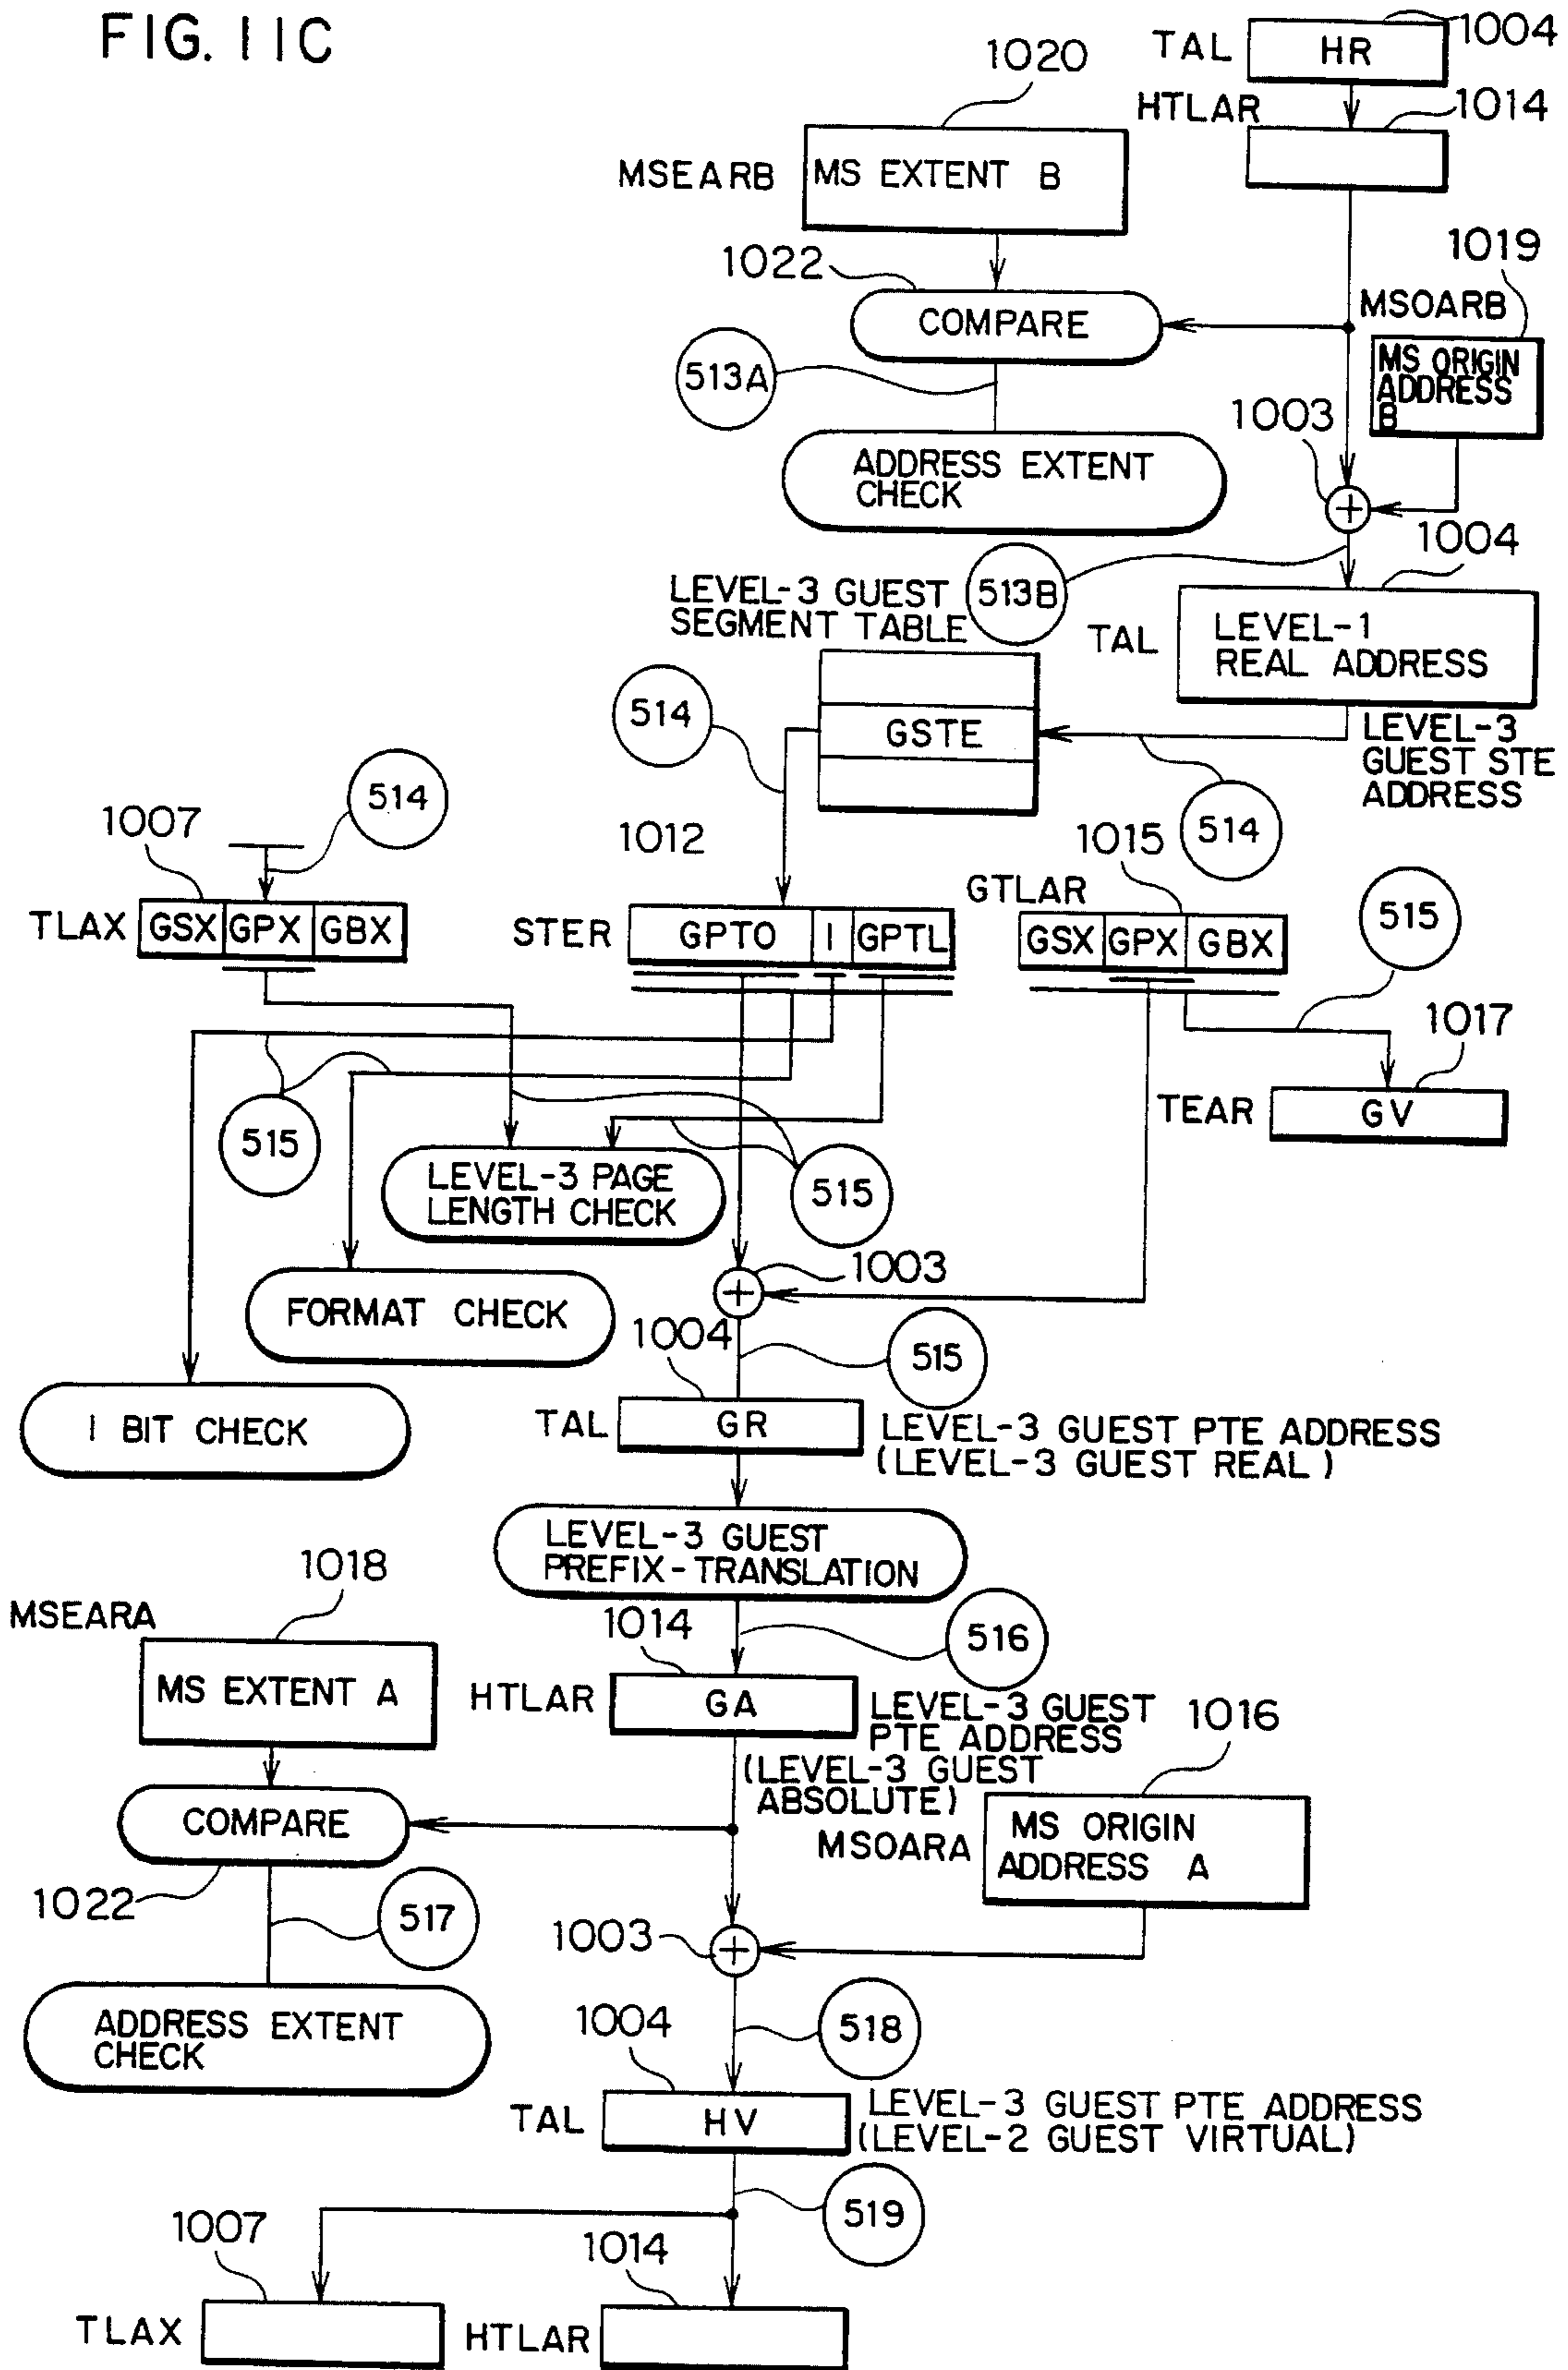 FIG. 11C
1004
TAL
HR
1020
HTLAR
1014
MSEARB
MS EXTENT B
1019
1022
COMPARE
MSOARB
MS ORIGIN
ADDRESS
B
513A
1003
ADDRESS EXTENT
CHECK
1004
LEVEL-3 GUEST
SEGMENT TABLE
513B
TAL
LEVEL-1
REAL ADDRESS
514
GSTE
LEVEL-3
GUEST STE
ADDRESS
514
1007
514
1012
1015
GTLAR
515
TLAX
GSX
GPX
GBX
STER
GPTO
I
GPTL
GSX
GPX
GBX
1017
TEAR
GV
515
LEVEL-3 PAGE
LENGTH CHECK
515
1003
FORMAT CHECK
1004
515
I BIT CHECK
TAL
GR
LEVEL-3 GUEST PTE ADDRESS
(LEVEL-3 GUEST REAL)
LEVEL-3 GUEST
PREFIX-TRANSLATION
1018
MSEARA
1014
516
MS EXTENT A
HTLAR
GA
LEVEL-3 GUEST
PTE ADDRESS
(LEVEL-3 GUEST
ABSOLUTE)
1016
COMPARE
MSOARA
MS ORIGIN
ADDRESS A
1022
517
1003
ADDRESS EXTENT
CHECK
1004
518
TAL
HV
LEVEL-3 GUEST PTE ADDRESS
(LEVEL-2 GUEST VIRTUAL)
519
1007
1014
TLAX
HTLAR